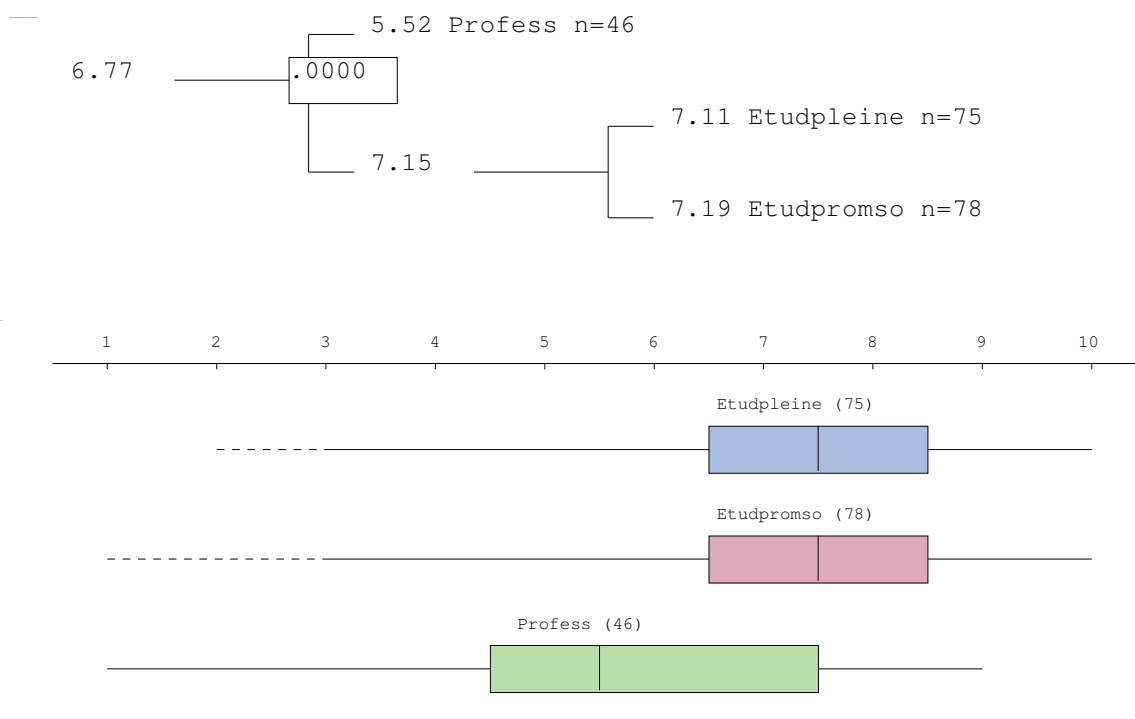 5.52 Profess n=46
6.77
.0000
7.11 Etudpleine n=75
7.15
7.19 Etudpromso n=78
1 2 3 4 5 6 7 8 9 10
Etudpleine (75)
Etudpromso (78)
Profess (46)